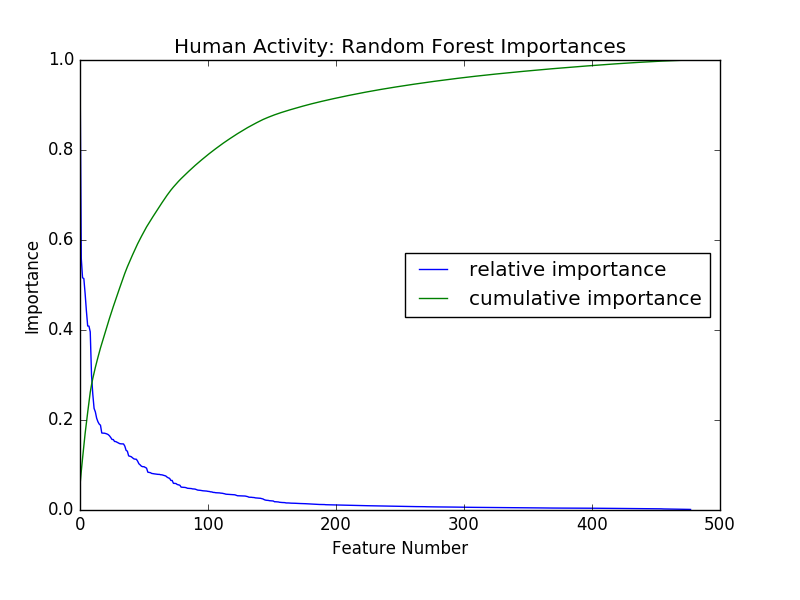 Human Activity: Random Forest Importances
1.0
0.8
0.6
0.4
0.2
0.0
Importance
relative importance
cumulative importance
0 100 200 300 400 500
Feature Number